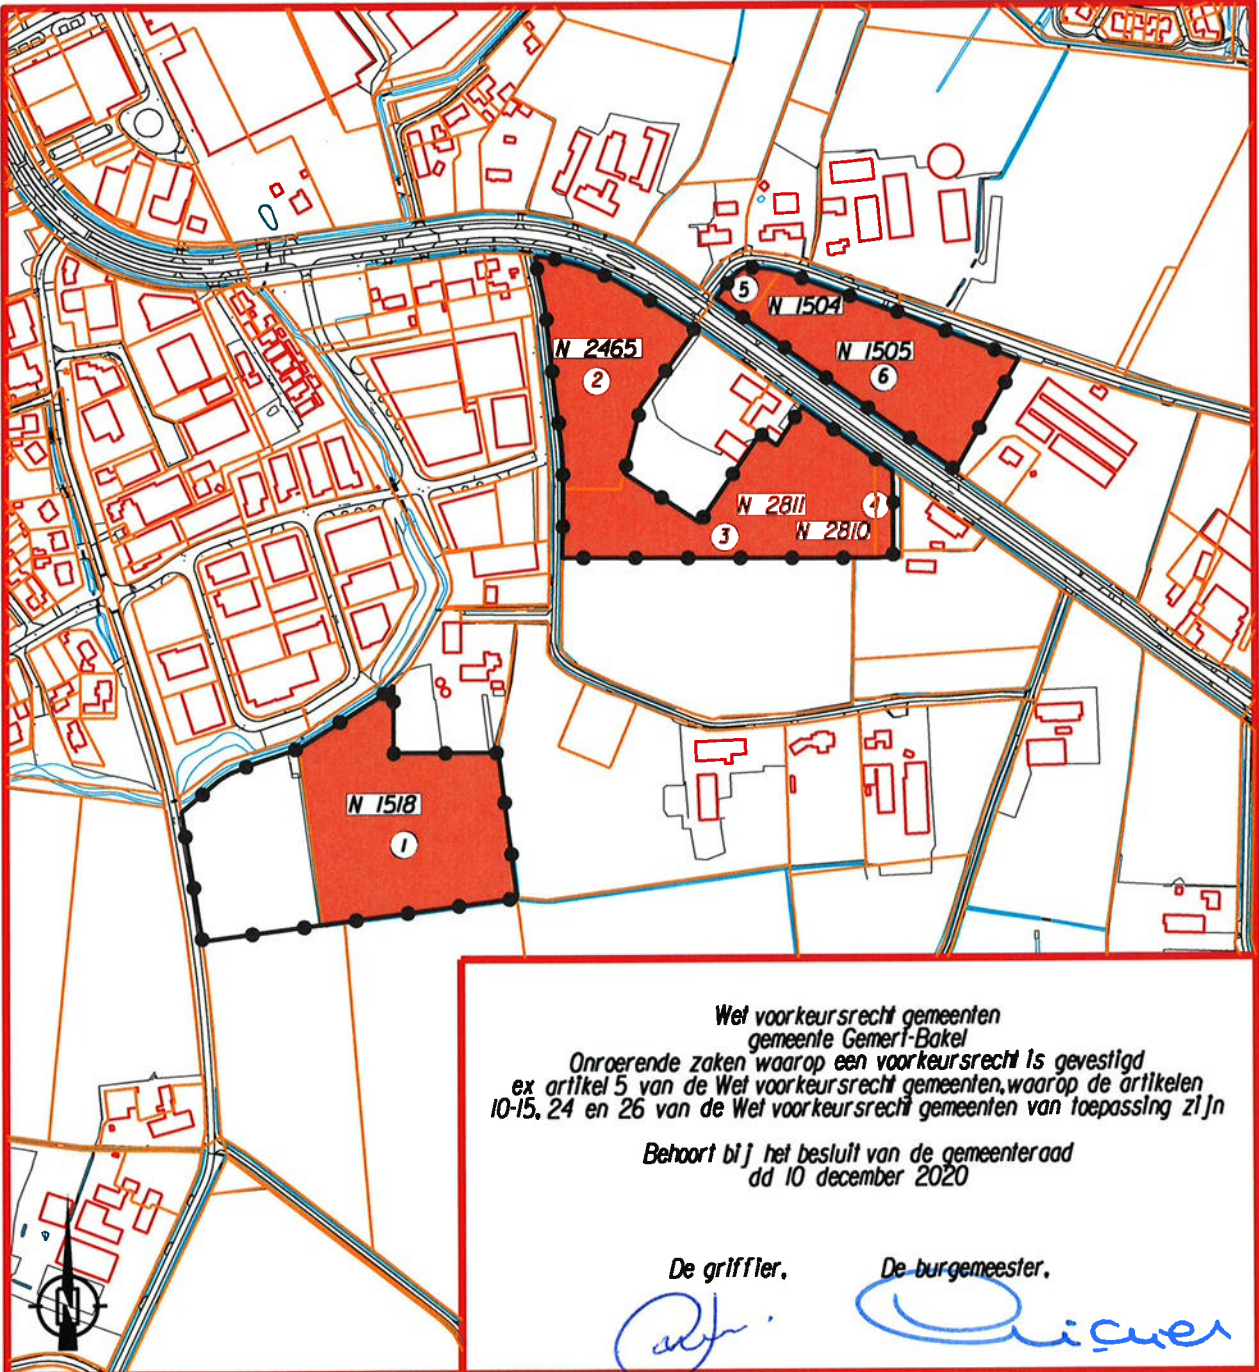 5
N 1504
N 2465
N 1505
2
6
N 2811
4
3
N 2810
N 1518
1
Wet voorkeursrecht gemeenten
gemeente Gemert-Bakel
Onroerende zaken waarop een voorkeursrecht is gevestigd
ex artikel 5 van de Wet voorkeursrecht gemeenten, waarop de artikelen
10-15, 24 en 26 van de Wet voorkeursrecht gemeenten van toepassing zijn
Behoort bij het besluit van de gemeenteraad
dd 10 december 2020
De griffier, De burgemeester,
N